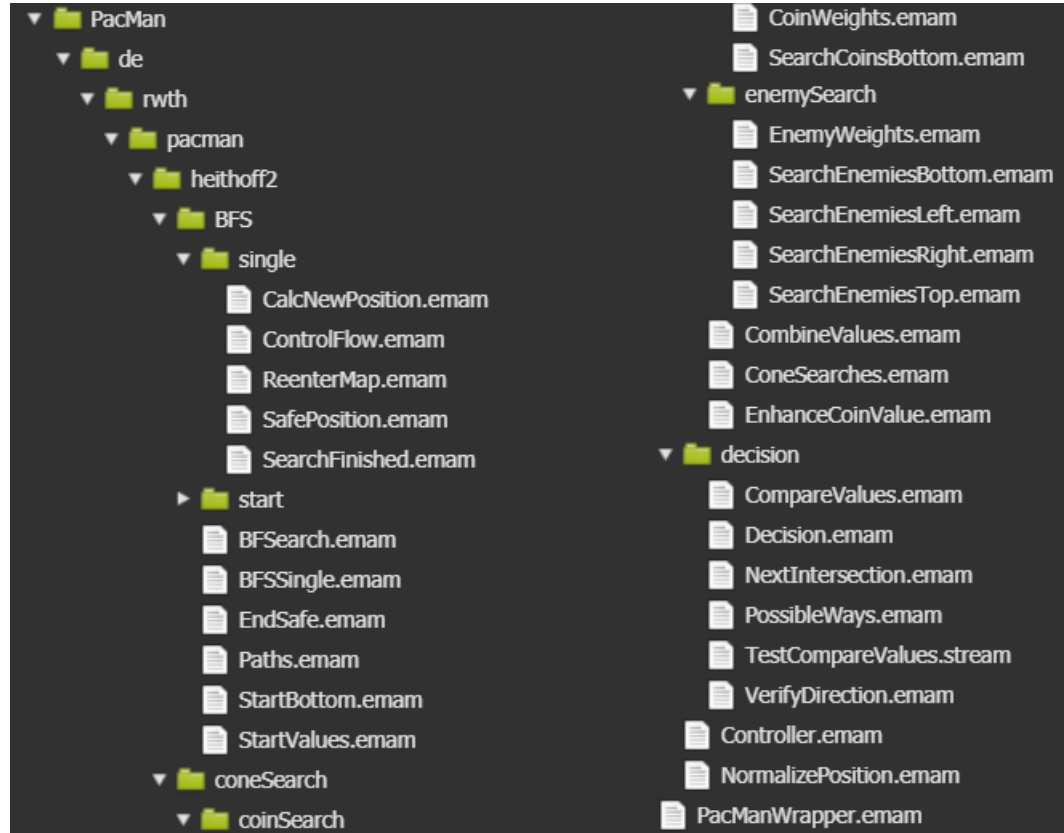 PacMan
de
rwth
pacman
heithoff2
BFS
single
CalcNewPosition.emam
ControlFlow.emam
ReenterMap.emam
SafePosition.emam
SearchFinished.emam
start
BFSearch.emam
BFSSingle.emam
EndSafe.emam
Paths.emam
StartBottom.emam
StartValues.emam
coneSearch
coinSearch
CoinWeights.emam
SearchCoinsBottom.emam
enemySearch
EnemyWeights.emam
SearchEnemiesBottom.emam
SearchEnemiesLeft.emam
SearchEnemiesRight.emam
SearchEnemiesTop.emam
CombineValues.emam
ConeSearches.emam
EnhanceCoinValue.emam
decision
CompareValues.emam
Decision.emam
NextIntersection.emam
PossibleWays.emam
TestCompareValues.stream
VerifyDirection.emam
Controller.emam
NormalizePosition.emam
PacManWrapper.emam